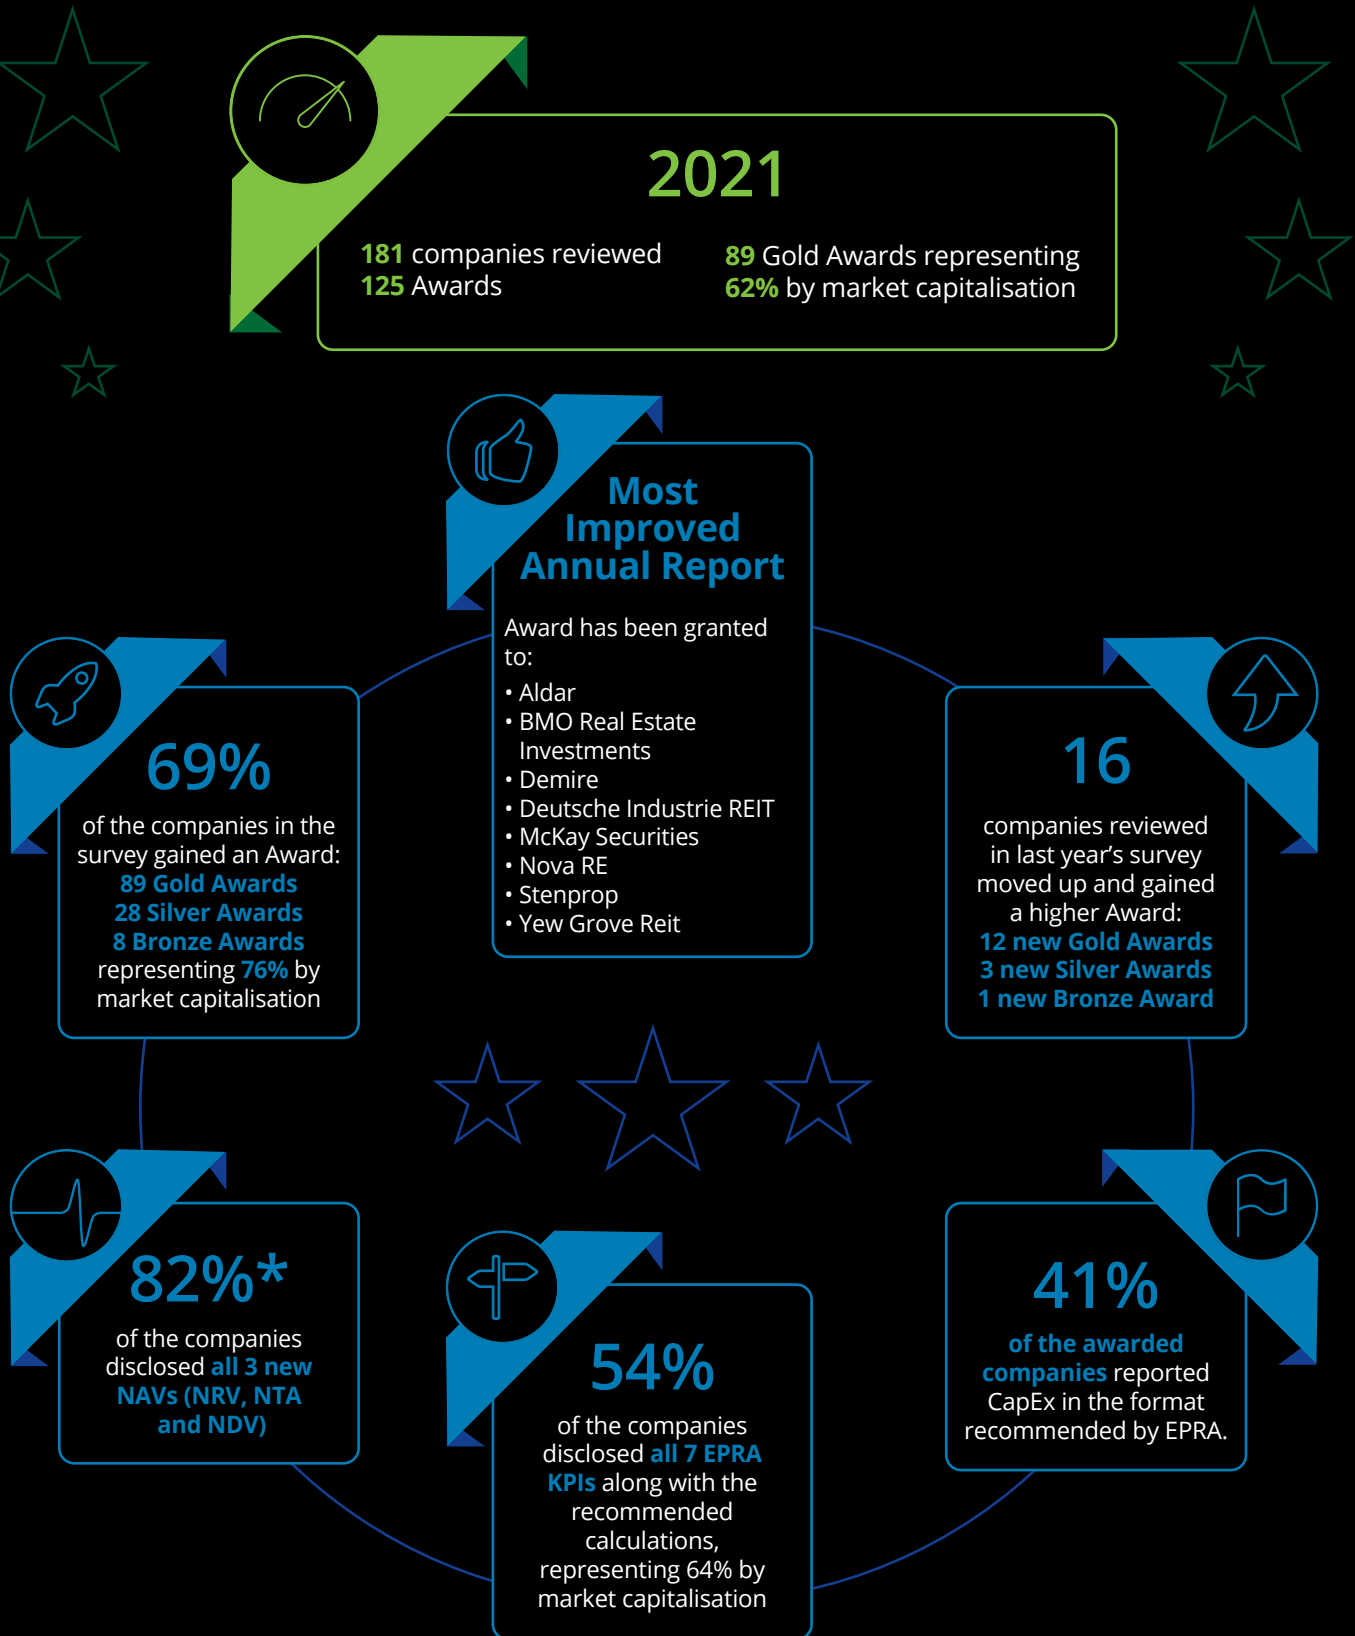 2021
181 companies reviewed
125 Awards
89 Gold Awards representing
62% by market capitalisation
Most
Improved
Annual Report
Award has been granted
to:
• Aldar
• BMO Real Estate
Investments
• Demire
• Deutsche Industrie REIT
• McKay Securities
• Nova RE
• Stenprop
• Yew Grove Reit
69%
of the companies in the
survey gained an Award:
89 Gold Awards
28 Silver Awards
8 Bronze Awards
representing 76% by
market capitalisation
16
companies reviewed
in last year’s survey
moved up and gained
a higher Award:
12 new Gold Awards
3 new Silver Awards
1 new Bronze Award
82%*
of the companies
disclosed all 3 new
NAVs (NRV, NTA
and NDV)
54%
of the companies
disclosed all 7 EPRA
KPIs along with the
recommended
calculations,
representing 64% by
market capitalisation
41%
of the awarded
companies reported
CapEx in the format
recommended by EPRA.